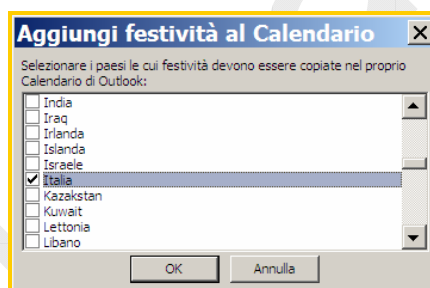 Aggiungi festività al Calendario
Selezionare i paesi le cui festività devono essere copiate nel proprio
Calendario di Outlook:
India
Iraq
Irlanda
Islanda
Israele
Italia
Kazakstan
Kuwait
Lettonia
Libano
OK
Annulla